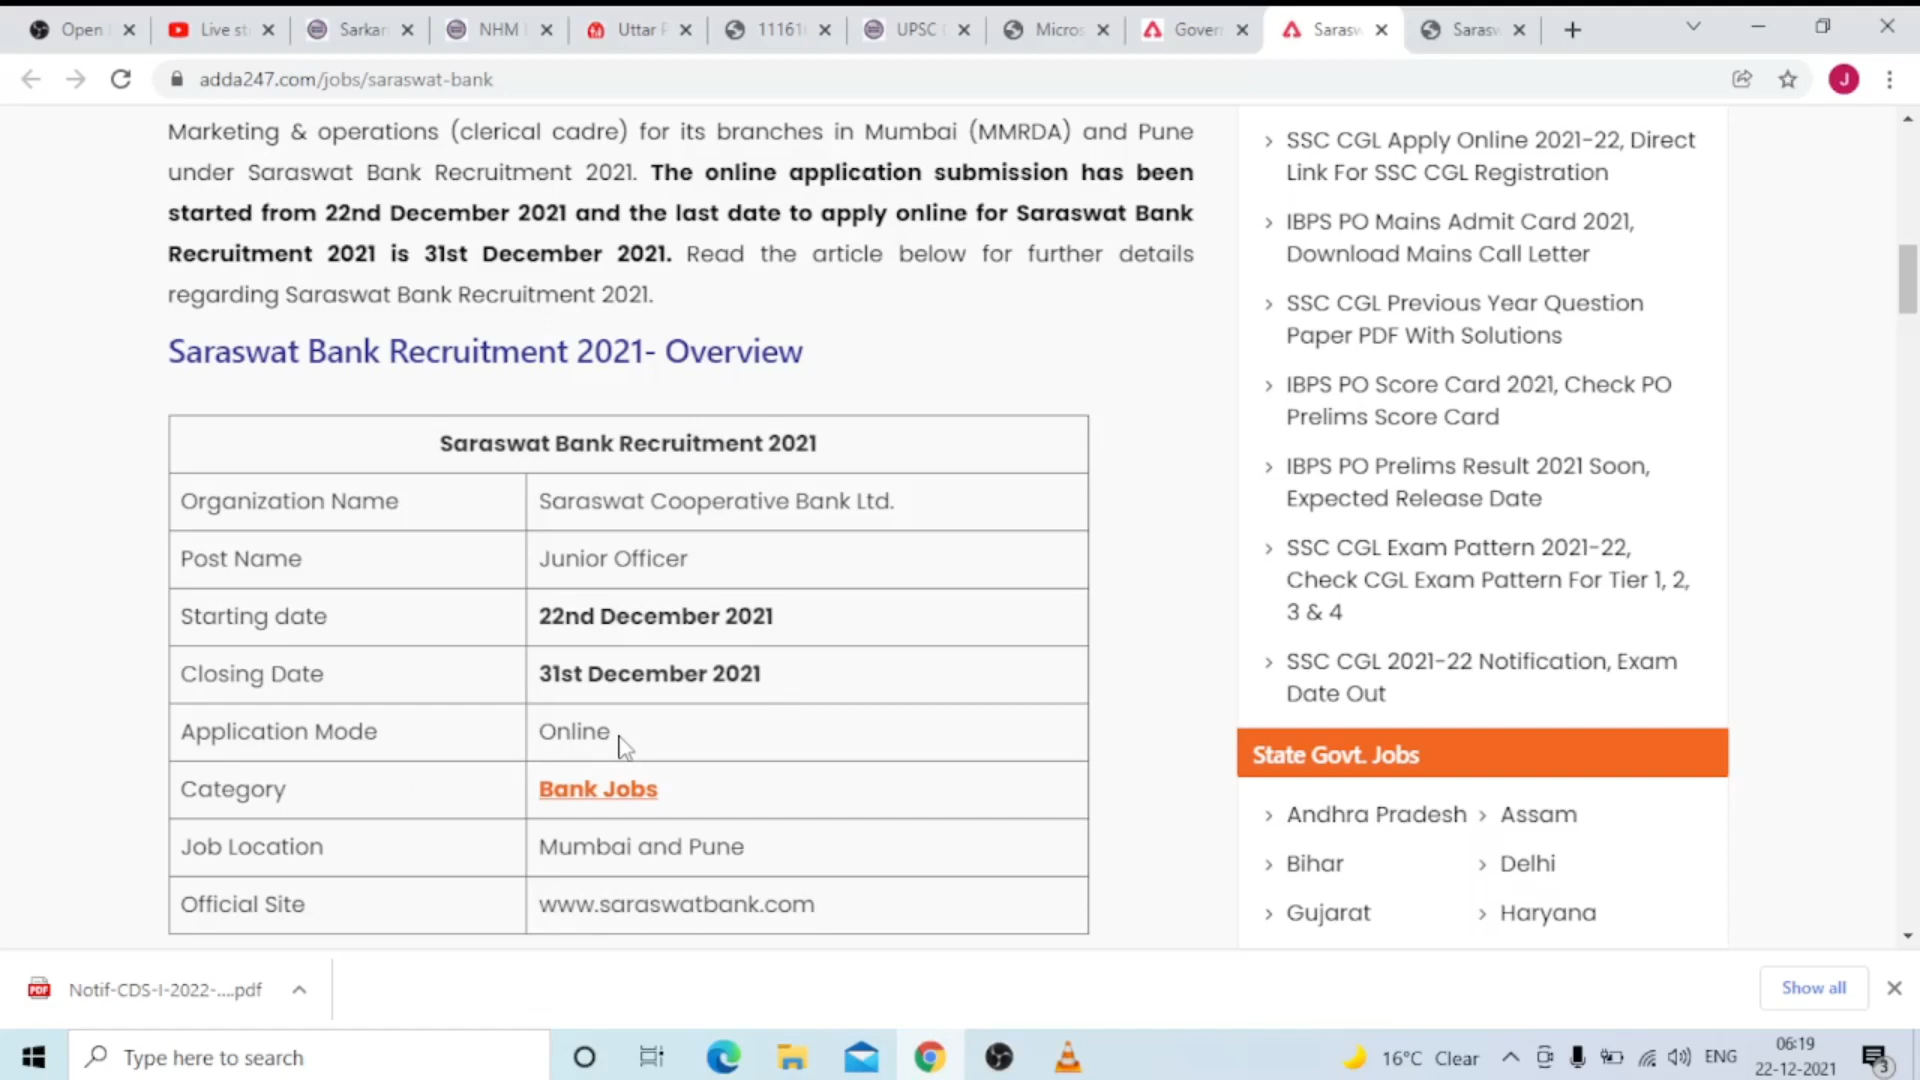 Open
Live st
Sarkar
NHM
Uttar P
11161
UPSC
Micros
Govern
Sarasw
Sarasw
adda247.com/jobs/saraswat-bank
J
Marketing & operations (clerical cadre) for its branches in Mumbai (MMRDA) and Pune
under Saraswat Bank Recruitment 2021. The online application submission has been
started from 22nd December 2021 and the last date to apply online for Saraswat Bank
Recruitment 2021 is 31st December 2021. Read the article below for further details
regarding Saraswat Bank Recruitment 2021.
Saraswat Bank Recruitment 2021- Overview
Saraswat Bank Recruitment 2021
Organization Name Saraswat Cooperative Bank Ltd.
Post Name Junior Officer
Starting date 22nd December 2021
Closing Date 31st December 2021
Application Mode Online
Category Bank Jobs
Job Location Mumbai and Pune
Official Site www.saraswatbank.com
SSC CGL Apply Online 2021-22, Direct
Link For SSC CGL Registration
IBPS PO Mains Admit Card 2021,
Download Mains Call Letter
SSC CGL Previous Year Question
Paper PDF With Solutions
IBPS PO Score Card 2021, Check PO
Prelims Score Card
IBPS PO Prelims Result 2021 Soon,
Expected Release Date
SSC CGL Exam Pattern 2021-22,
Check CGL Exam Pattern For Tier 1, 2,
3 & 4
SSC CGL 2021-22 Notification, Exam
Date Out
State Govt. Jobs
Andhra Pradesh Assam
Bihar Delhi
Gujarat Haryana
PDF
Notif-CDS-I-2022-....pdf
Show all
Type here to search
16°C Clear
ENG
06:19
22-12-2021
3